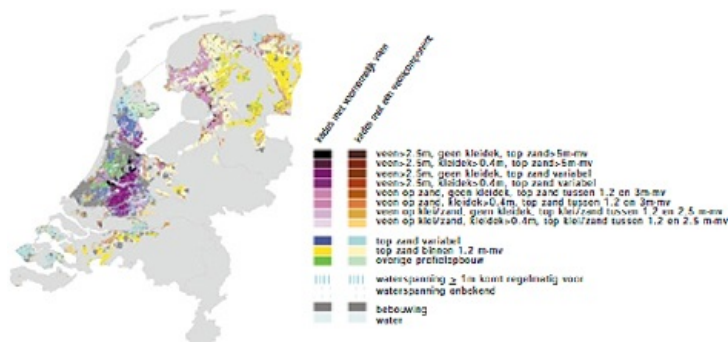 kades met voornamelijk veen
kades met een veencomponent
veen>2.5m, geen kleidek, top zand>5m-mv
veen>2.5m, kleidek>0.4m, top zand>5m-mv
veen>2.5m, geen kleidek, top zand variabel
veen>2.5m, kleidek>0.4m, top zand variabel
veen op zand, geen kleidek, top zand tussen 1.2 en 3m-mv
veen op zand, kleidek>0.4m, top zand tussen 1.2 en 3m-mv
veen op klei/zand, geen kleidek, top klei/zand tussen 1.2 en 2.5 m-mv
veen op klei/zand, kleidek>0.4m, top klei/zand tussen 1.2 en 2.5 m-mv
top zand variabel
top zand binnen 1.2 m-mv
overige profielopbouw
waterspanning ≥ 1m komt regelmatig voor
waterspanning onbekend
bebouwing
water